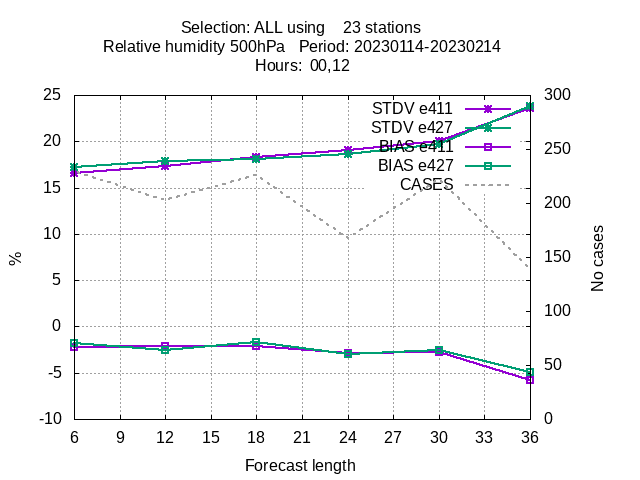 Selection: ALL using    23 stations
Relative humidity 500hPa   Period: 20230114-20230214
Hours:  00,12
25
20
15
10
5
0
-5
-10
%
STDV e411
STDV e427
BIAS e411
BIAS e427
CASES
300
250
200
150
100
50
0
No cases
6 9 12 15 18 21 24 27 30 33 36
Forecast length